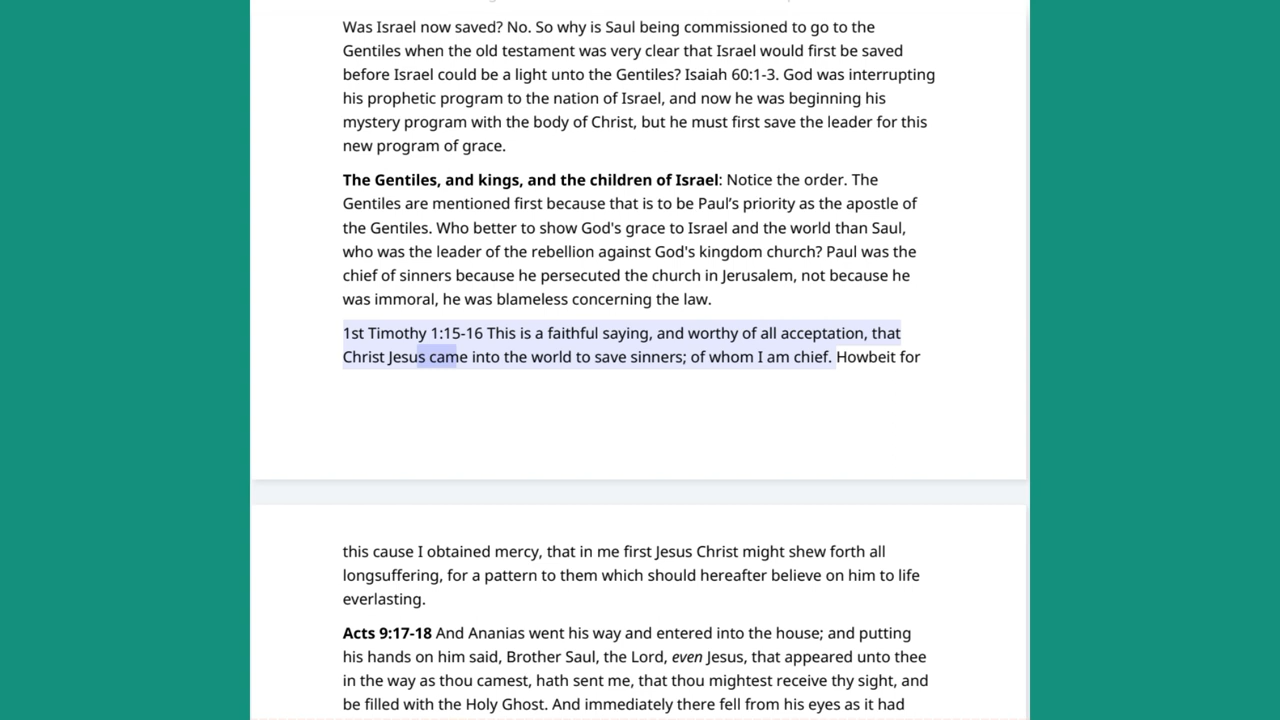 Was Israel now saved? No. So why is Saul being commissioned to go to the
Gentiles when the old testament was very clear that Israel would first be saved
before Israel could be a light unto the Gentiles? Isaiah 60:1-3. God was interrupting
his prophetic program to the nation of Israel, and now he was beginning his
mystery program with the body of Christ, but he must first save the leader for this
new program of grace.
The Gentiles, and kings, and the children of Israel: Notice the order. The
Gentiles are mentioned first because that is to be Paul’s priority as the apostle of
the Gentiles. Who better to show God's grace to Israel and the world than Saul,
who was the leader of the rebellion against God's kingdom church? Paul was the
chief of sinners because he persecuted the church in Jerusalem, not because he
was immoral, he was blameless concerning the law.
1st Timothy 1:15-16 This is a faithful saying, and worthy of all acceptation, that
Christ Jesus came into the world to save sinners; of whom I am chief. Howbeit for
this cause I obtained mercy, that in me first Jesus Christ might shew forth all
longsuffering, for a pattern to them which should hereafter believe on him to life
everlasting.
Acts 9:17-18 And Ananias went his way and entered into the house; and putting
his hands on him said, Brother Saul, the Lord, even Jesus, that appeared unto thee
in the way as thou camest, hath sent me, that thou mightest receive thy sight, and
be filled with the Holy Ghost. And immediately there fell from his eyes as it had